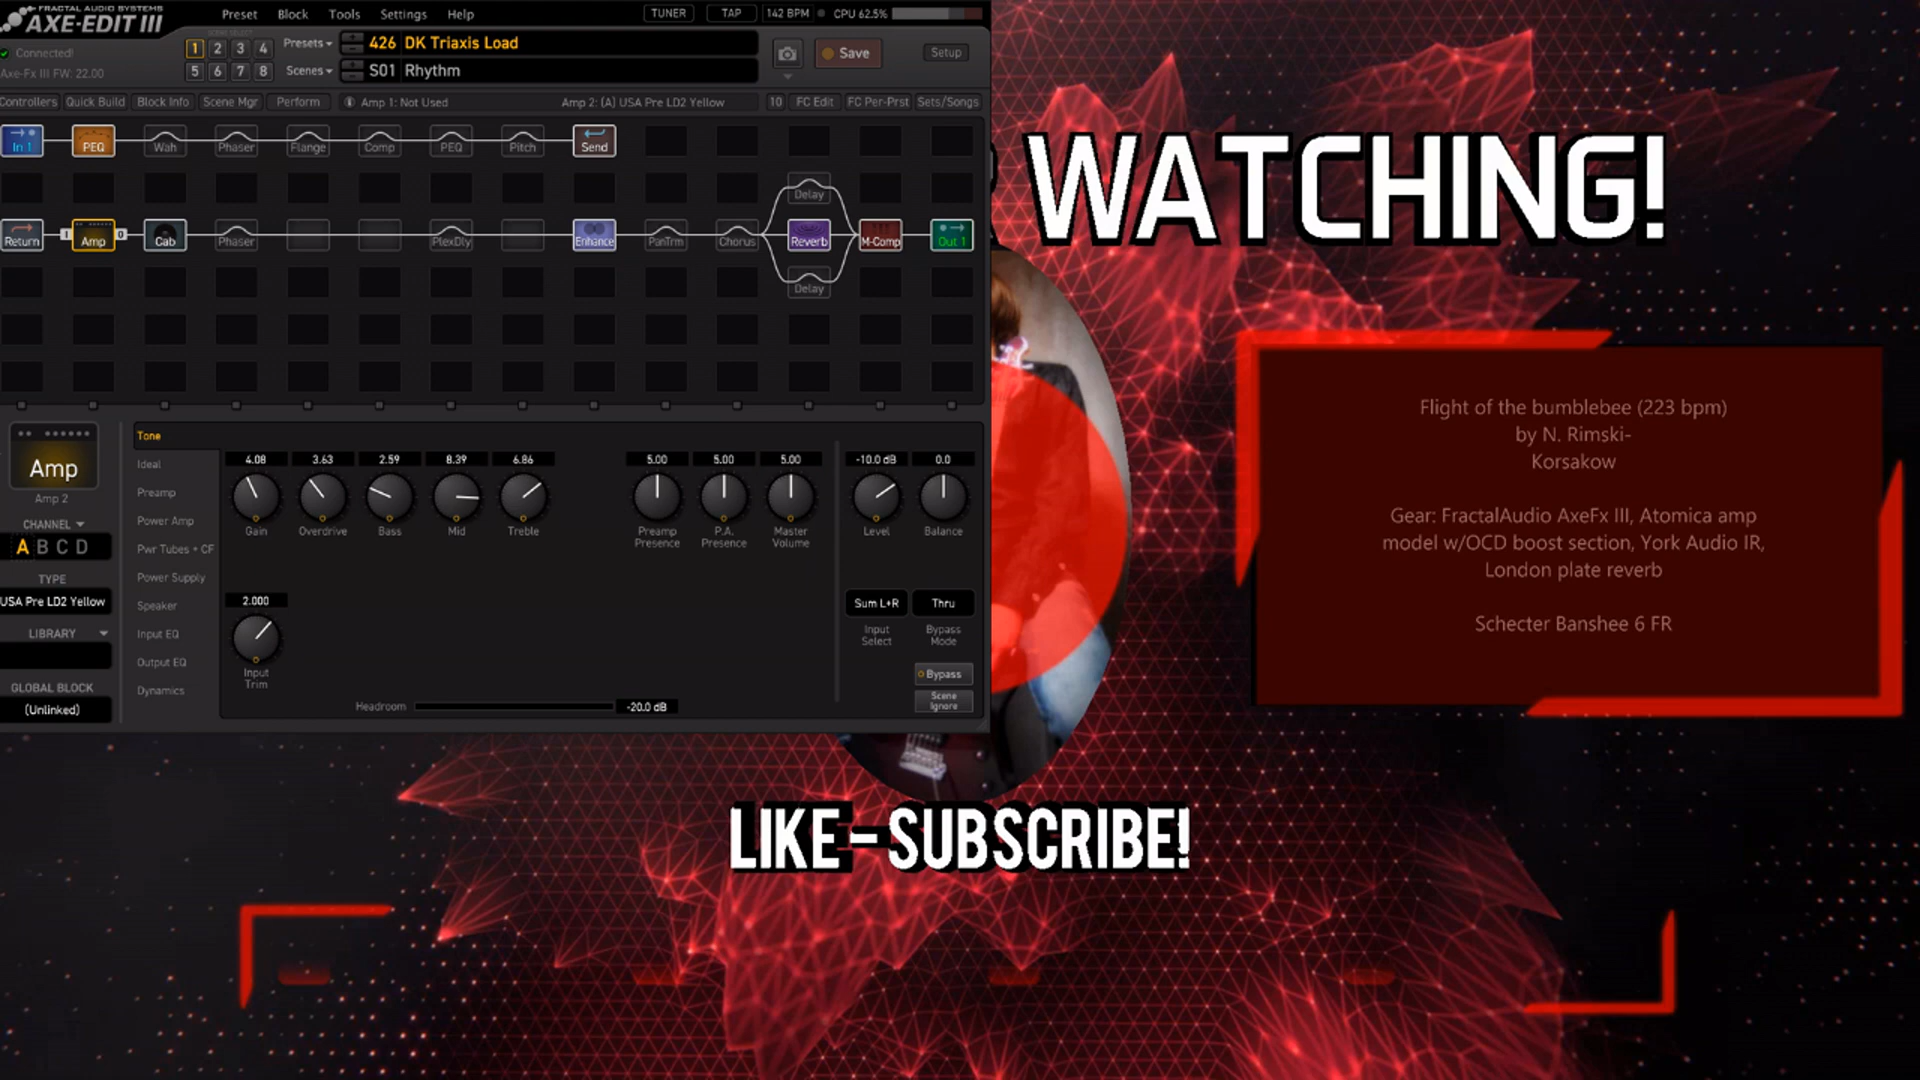 FRACTAL AUDIO SYSTEMS
AXE-EDIT III
Preset Block Tools Settings Help
TUNER TAP 142 BPM CPU 62.5%
Connected!
Axe-Fx III FW: 22.00
SCENE SELECT
1 2 3 4
5 6 7 8
Presets 426 DK Triaxis Load
Scenes S01 Rhythm
Save
Setup
Controllers Quick Build Block Info Scene Mgr Perform
Amp 1: Not Used
Amp 2: (A) USA Pre LD2 Yellow
10 FC Edit FC Per-Prst Sets/Songs
In 1 PEQ Wah Phaser Flange Comp PEQ Pitch Send
Delay
Return I Amp O Cab Phaser PlexDly Enhance PanTrm Chorus Reverb M-Comp Out 1
Delay
Amp
Amp 2
CHANNEL
A B C D
TYPE
USA Pre LD2 Yellow
LIBRARY
GLOBAL BLOCK
(Unlinked)
Tone
Ideal
Preamp
Power Amp
Pwr Tubes + CF
Power Supply
Speaker
Input EQ
Output EQ
Dynamics
4.08 3.63 2.59 8.39 6.86 5.00 5.00 5.00 -10.0 dB 0.0
Gain Overdrive Bass Mid Treble Preamp Presence P.A. Presence Master Volume Level Balance
2.000
Input Trim
Sum L+R Thru
Input Select
Bypass Mode
Bypass
Scene Ignore
Headroom -20.0 dB
WATCHING!
Flight of the bumblebee (223 bpm)
by N. Rimski-
Korsakow
Gear: FractalAudio AxeFx III, Atomica amp
model w/OCD boost section, York Audio IR,
London plate reverb
Schecter Banshee 6 FR
LIKE - SUBSCRIBE!